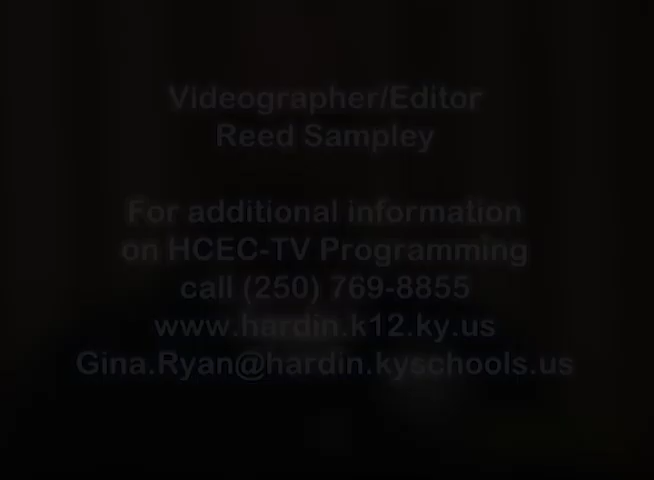 Videographer/Editor
Reed Sampley
For additional information
on HCEC-TV Programming
call (250) 769-8855
www.hardin.k12.ky.us
Gina.Ryan@hardin.kyschools.us